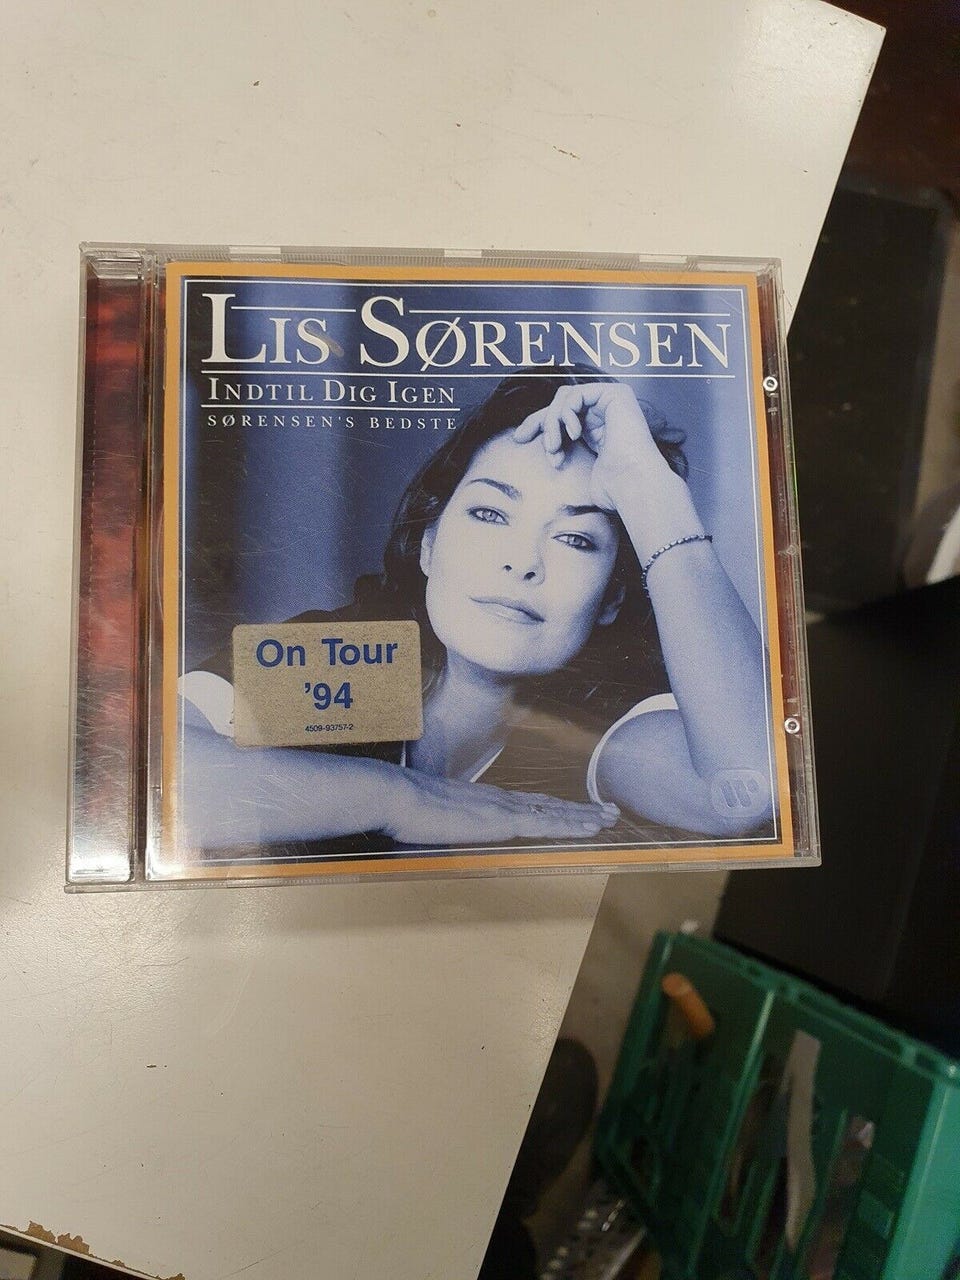 LIS SØRENSEN
INDTIL DIG IGEN
SØRENSEN'S BEDSTE
On Tour
'94
4509-93757-2